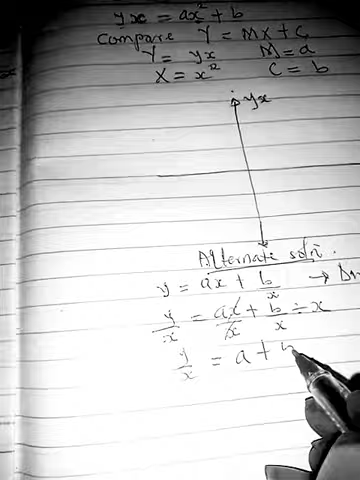 yx = ax² + b
Compare Y = MX + C
Y = yx M = a
X = x² C = b
yx
Alternate soln.
y = ax + b/x →
y/x = ax/x + b/x ÷ x
y/x = a + b